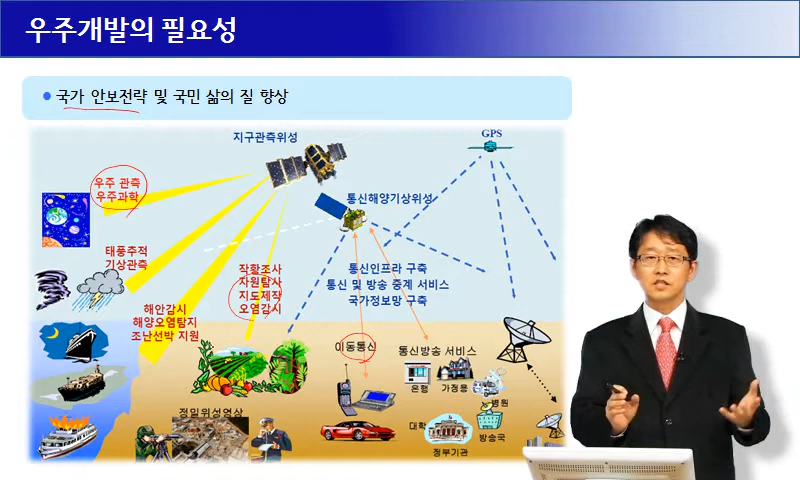 우주개발의 필요성
국가 안보전략 및 국민 삶의 질 향상
지구관측위성
GPS
우주 관측
우주과학
통신해양기상위성
태풍추적
기상관측
작황조사
자원탐사
지도제작
오염감시
통신인프라 구축
통신 및 방송 중계 서비스
국가정보망 구축
해안감시
해양오염탐지
조난선박 지원
이동통신
통신방송 서비스
은행
가정용
병원
정밀위성영상
대학
방송국
정부기관